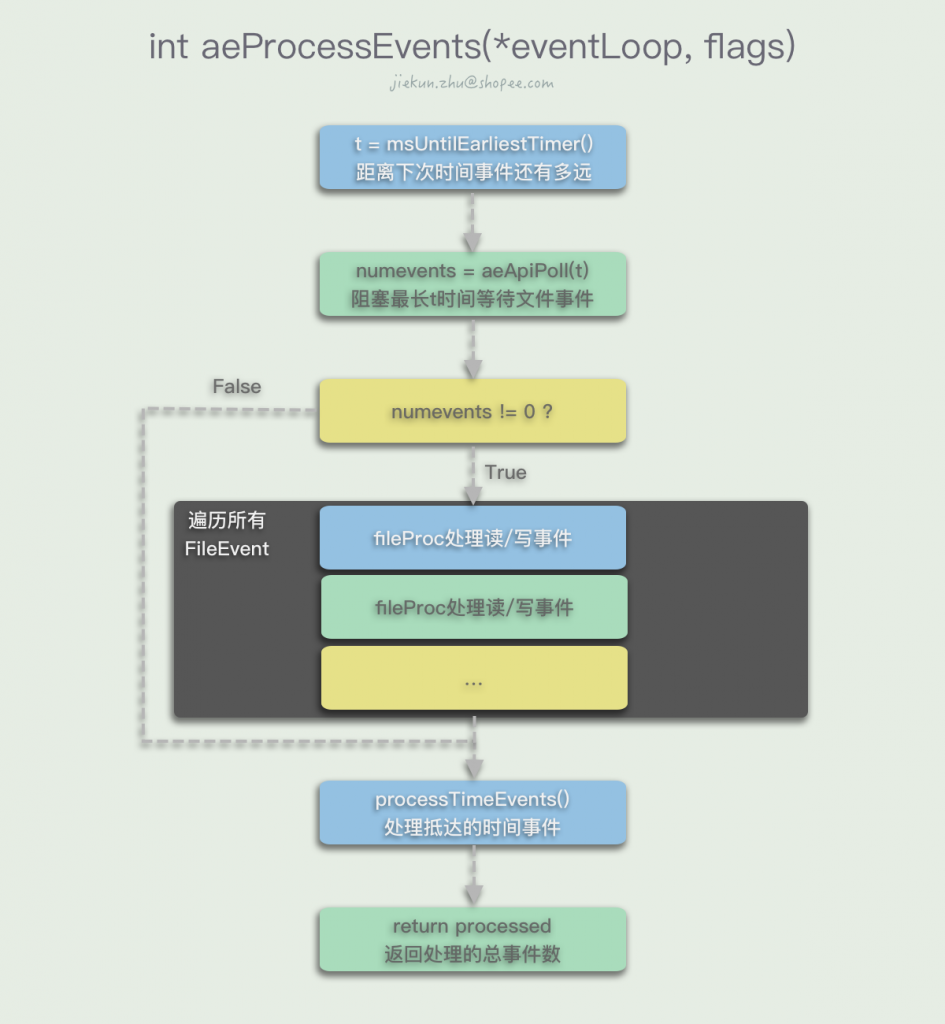 int aeProcessEvents(*eventLoop, flags)
jiekun.zhu@shopee.com
t = msUntilEarliestTimer()
距离下次时间事件还有多远
numevents = aeApiPoll(t)
阻塞最长t时间等待文件事件
False
numevents != 0 ?
True
遍历所有
FileEvent
fileProc处理读/写事件
fileProc处理读/写事件
...
processTimeEvents()
处理抵达的时间事件
return processed
返回处理的总事件数